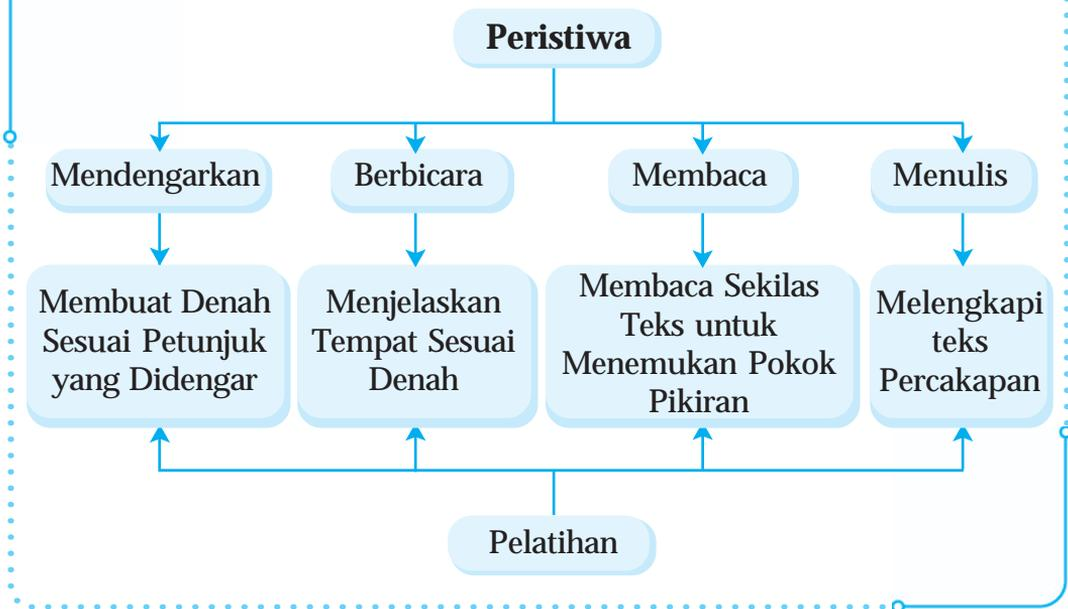 Peristiwa
Mendengarkan
Berbicara
Membaca
Menulis
Membuat Denah
Sesuai Petunjuk
yang Didengar
Menjelaskan
Tempat Sesuai
Denah
Membaca Sekilas
Teks untuk
Menemukan Pokok
Pikiran
Melengkapi
teks
Percakapan
Pelatihan